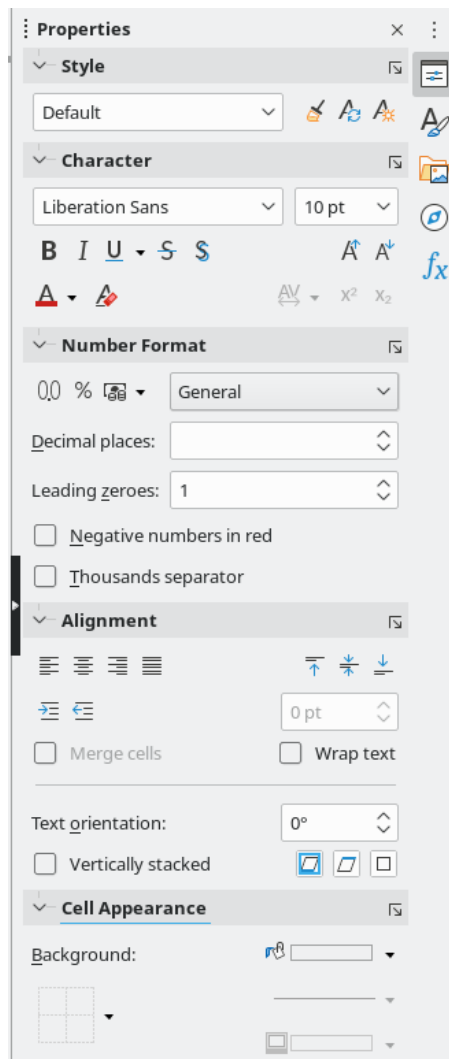 Properties
Style
Default
Character
Liberation Sans 10 pt
B I U S S A A
A A AV x² x₂
fx
Number Format
0.0 % General
Decimal places:
Leading zeroes: 1
Negative numbers in red
Thousands separator
Alignment
0 pt
Merge cells Wrap text
Text orientation: 0°
Vertically stacked
Cell Appearance
Background: